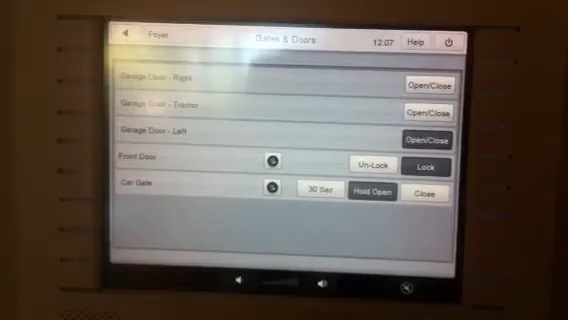 Foyer Gates & Doors 12:07 Help
Garage Door - Right Open/Close
Garage Door - Tractor Open/Close
Garage Door - Left Open/Close
Front Door Un-Lock Lock
Car Gate 30 Sec Hold Open Close